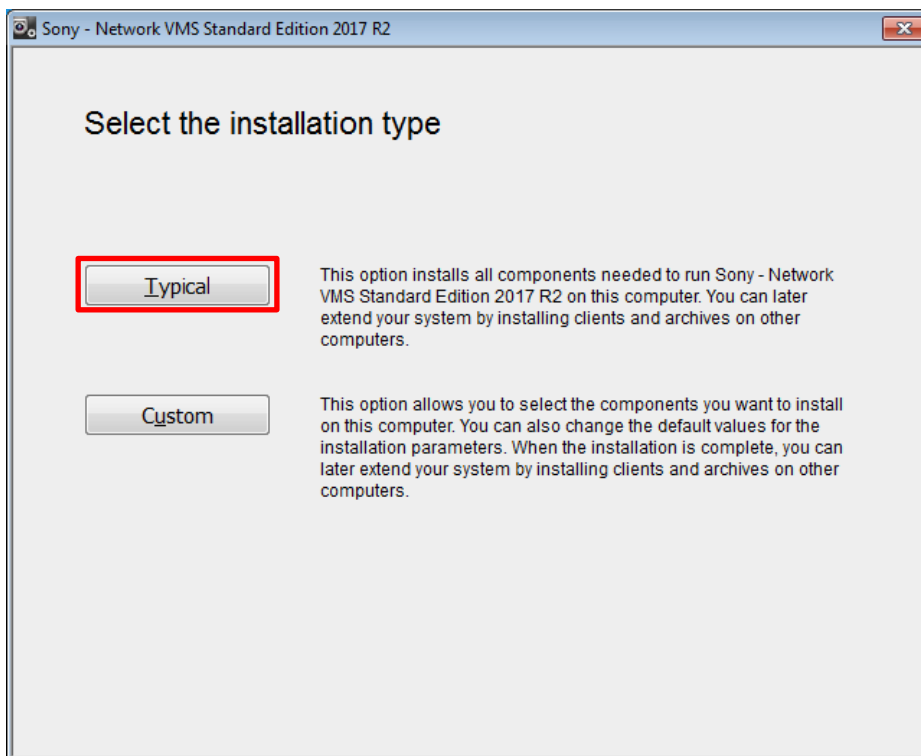 Sony - Network VMS Standard Edition 2017 R2
Select the installation type
Typical
This option installs all components needed to run Sony - Network
VMS Standard Edition 2017 R2 on this computer. You can later
extend your system by installing clients and archives on other
computers.
Custom
This option allows you to select the components you want to install
on this computer. You can also change the default values for the
installation parameters. When the installation is complete, you can
later extend your system by installing clients and archives on other
computers.